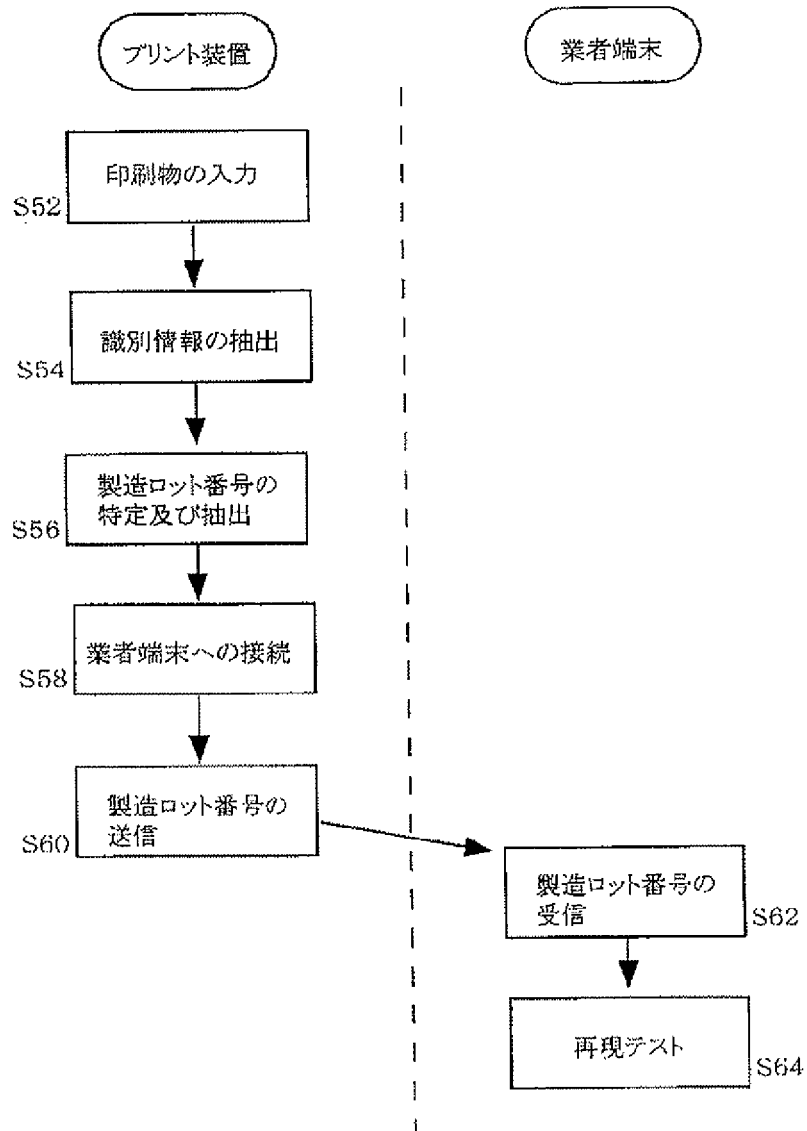 プリント装置
業者端末
印刷物の入力
S52
識別情報の抽出
S54
製造ロット番号の
特定及び抽出
S56
業者端末への接続
S58
製造ロット番号の
送信
S60
製造ロット番号の
受信
S62
再現テスト
S64